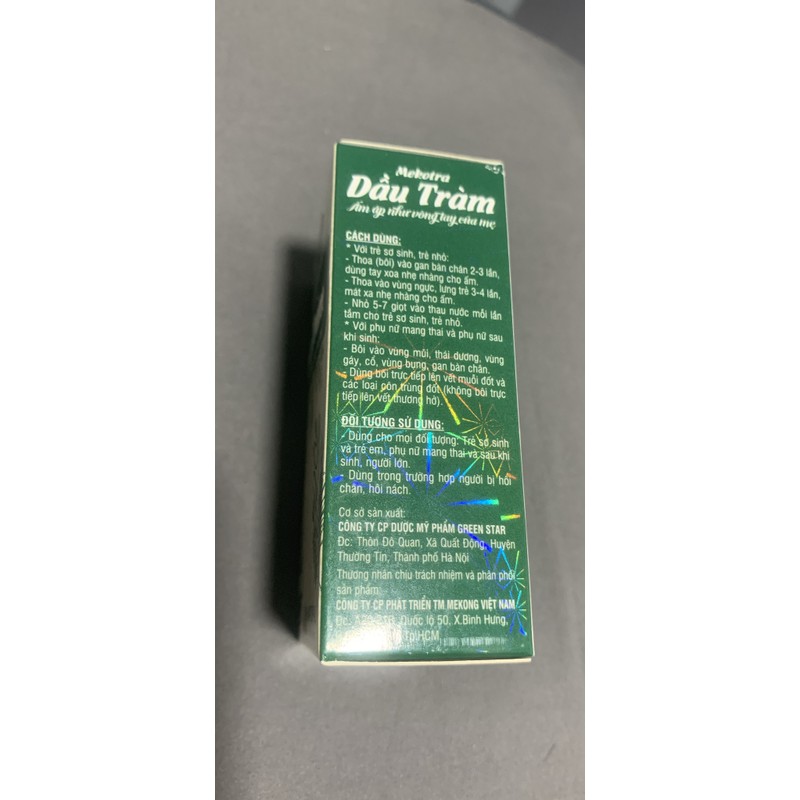 Mekotra
Dầu Tràm
Ấm áp như vòng tay của mẹ
CÁCH DÙNG:
* Với trẻ sơ sinh, trẻ nhỏ:
- Thoa (bôi) vào gan bàn chân 2-3 lần,
dùng tay xoa nhẹ nhàng cho ấm.
- Thoa vào vùng ngực, lưng trẻ 3-4 lần,
mát xa nhẹ nhàng cho ấm.
- Nhỏ 5-7 giọt vào thau nước mỗi lần
tắm cho trẻ sơ sinh, trẻ nhỏ.
* Với phụ nữ mang thai và phụ nữ sau
khi sinh:
- Bôi vào vùng mũi, thái dương, vùng
gáy, cổ, vùng bụng, gan bàn chân.
- Dùng bôi trực tiếp lên vết muỗi đốt và
các loại côn trùng đốt (không bôi trực
tiếp lên vết thương hở).
ĐỐI TƯỢNG SỬ DỤNG:
- Dùng cho mọi đối tượng: Trẻ sơ sinh
và trẻ em, phụ nữ mang thai và sau khi
sinh, người lớn.
- Dùng trong trường hợp người bị hôi
chân, hôi nách.
Cơ sở sản xuất:
CÔNG TY CP DƯỢC MỸ PHẨM GREEN STAR
Đc: Thôn Đô Quan, Xã Quất Động, Huyện
Thường Tín, Thành phố Hà Nội
Thương nhân chịu trách nhiệm và phân phối
sản phẩm:
CÔNG TY CP PHÁT TRIỂN TM MEKONG VIỆT NAM
Đc: Quốc lộ 50, X.Bình Hưng,
Tp.HCM